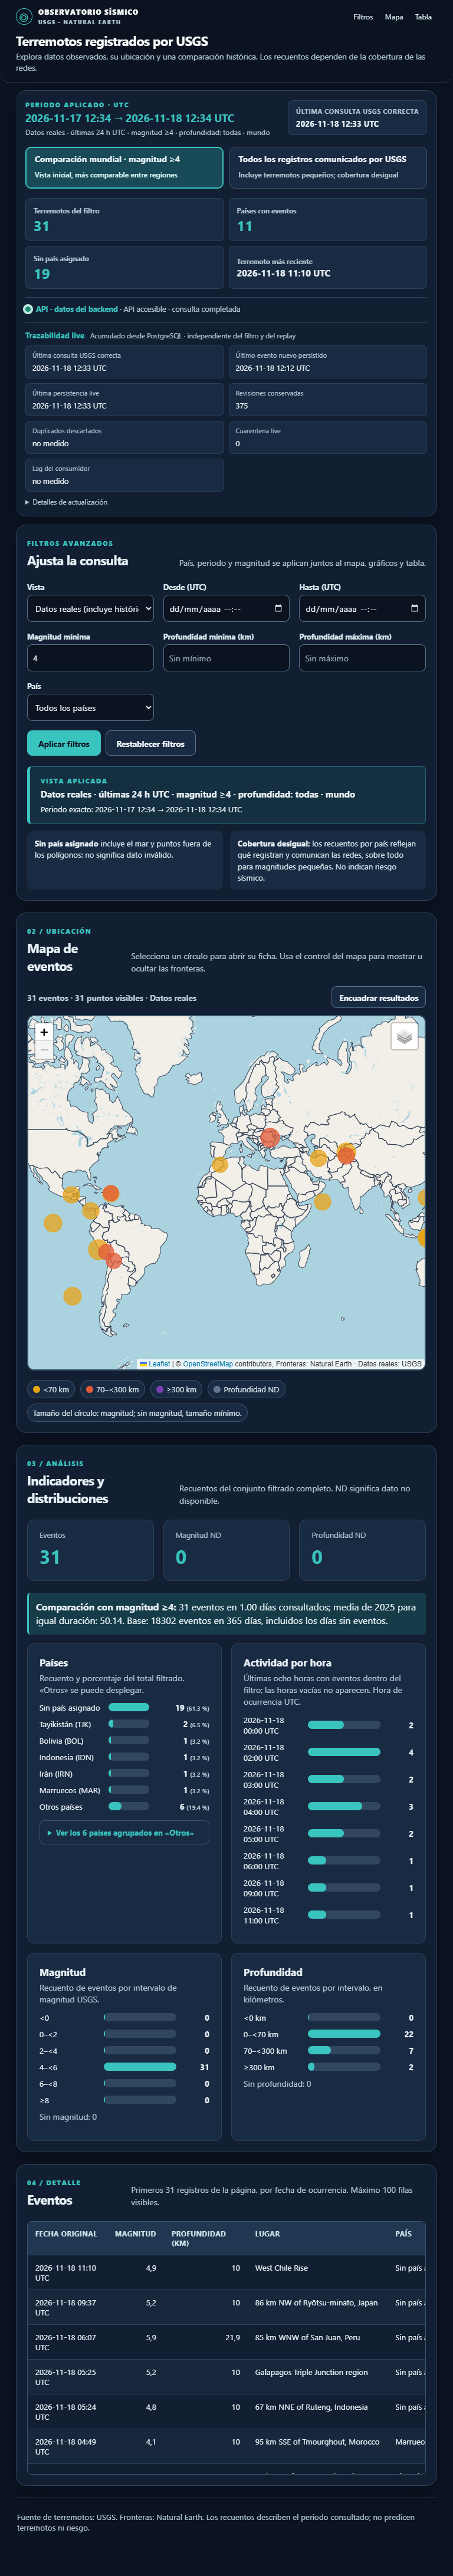 OBSERVATORIO SÍSMICO
USGS · NATURAL EARTH
Filtros
Mapa
Tabla
Terremotos registrados por USGS
Explora datos observados, su ubicación y una comparación histórica. Los recuentos dependen de la cobertura de las
redes.
PERIODO APLICADO · UTC
2026-11-17 12:34 → 2026-11-18 12:34 UTC
Datos reales · últimas 24 h UTC · magnitud ≥4 · profundidad: todas · mundo
ÚLTIMA CONSULTA USGS CORRECTA
2026-11-18 12:33 UTC
Comparación mundial · magnitud ≥4
Vista inicial, más comparable entre regiones
Todos los registros comunicados por USGS
Incluye terremotos pequeños; cobertura desigual
Terremotos del filtro
31
Países con eventos
11
Sin país asignado
19
Terremoto más reciente
2026-11-18 11:10 UTC
API · datos del backend · API accesible · consulta completada
Trazabilidad live Acumulado desde PostgreSQL · independiente del filtro y del replay
Última consulta USGS correcta
2026-11-18 12:33 UTC
Último evento nuevo persistido
2026-11-18 12:12 UTC
Última persistencia live
2026-11-18 12:33 UTC
Revisiones conservadas
375
Duplicados descartados
no medido
Cuarentena live
0
Lag del consumidor
no medido
▸ Detalles de actualización
FILTROS AVANZADOS
Ajusta la consulta
País, periodo y magnitud se aplican juntos al mapa, gráficos y tabla.
Vista
Datos reales (incluye históri
Desde (UTC)
dd/mm/aaaa --:--
Hasta (UTC)
dd/mm/aaaa --:--
Magnitud mínima
4
Profundidad mínima (km)
Sin mínimo
Profundidad máxima (km)
Sin máximo
País
Todos los países
Aplicar filtros
Restablecer filtros
VISTA APLICADA
Datos reales · últimas 24 h UTC · magnitud ≥4 · profundidad: todas · mundo
Periodo exacto: 2026-11-17 12:34 → 2026-11-18 12:34 UTC
Sin país asignado incluye el mar y puntos fuera de
los polígonos: no significa dato inválido.
Cobertura desigual: los recuentos por país reflejan
qué registran y comunican las redes, sobre todo
para magnitudes pequeñas. No indican riesgo
sísmico.
02 / UBICACIÓN
Mapa de
eventos
Selecciona un círculo para abrir su ficha. Usa el control del mapa para mostrar u
ocultar las fronteras.
31 eventos · 31 puntos visibles · Datos reales
Encuadrar resultados
+
−
Leaflet | © OpenStreetMap contributors, Fronteras: Natural Earth · Datos reales: USGS
<70 km
70–<300 km
≥300 km
Profundidad ND
Tamaño del círculo: magnitud; sin magnitud, tamaño mínimo.
03 / ANÁLISIS
Indicadores y
distribuciones
Recuentos del conjunto filtrado completo. ND significa dato no
disponible.
Eventos
31
Magnitud ND
0
Profundidad ND
0
Comparación con magnitud ≥4: 31 eventos en 1.00 días consultados; media de 2025 para
igual duración: 50.14. Base: 18302 eventos en 365 días, incluidos los días sin eventos.
Países
Recuento y porcentaje del total filtrado.
«Otros» se puede desplegar.
Sin país asignado 19 (61.3 %)
Tayikistán (TJK) 2 (6.5 %)
Bolivia (BOL) 1 (3.2 %)
Indonesia (IDN) 1 (3.2 %)
Irán (IRN) 1 (3.2 %)
Marruecos (MAR) 1 (3.2 %)
Otros países 6 (19.4 %)
▸ Ver los 6 países agrupados en «Otros»
Actividad por hora
Últimas ocho horas con eventos dentro del
filtro; las horas vacías no aparecen. Hora de
ocurrencia UTC.
2026-11-18
00:00 UTC
2
2026-11-18
02:00 UTC
4
2026-11-18
03:00 UTC
2
2026-11-18
04:00 UTC
3
2026-11-18
05:00 UTC
2
2026-11-18
06:00 UTC
1
2026-11-18
09:00 UTC
1
2026-11-18
11:00 UTC
1
Magnitud
Recuento de eventos por intervalo de
magnitud USGS.
<0 0
0–<2 0
2–<4 0
4–<6 31
6–<8 0
≥8 0
Sin magnitud: 0
Profundidad
Recuento de eventos por intervalo, en
kilómetros.
<0 km 0
0–<70 km 22
70–<300 km 7
≥300 km 2
Sin profundidad: 0
04 / DETALLE
Eventos
Primeros 31 registros de la página, por fecha de ocurrencia. Máximo 100 filas
visibles.
FECHA ORIGINAL MAGNITUD PROFUNDIDAD (KM) LUGAR PAÍS
2026-11-18 11:10 UTC 4,9 10 West Chile Rise Sin país a
2026-11-18 09:37 UTC 5,2 10 86 km NW of Ryōtsu-minato, Japan Sin país a
2026-11-18 06:07 UTC 5,9 21,9 85 km WNW of San Juan, Peru Sin país a
2026-11-18 05:25 UTC 5,2 10 Galapagos Triple Junction region Sin país a
2026-11-18 05:24 UTC 4,8 10 67 km NNE of Ruteng, Indonesia Sin país a
2026-11-18 04:49 UTC 4,1 10 95 km SSE of Tmourghout, Morocco Marruec
Fuente de terremotos: USGS. Fronteras: Natural Earth. Los recuentos describen el periodo consultado; no predicen
terremotos ni riesgo.